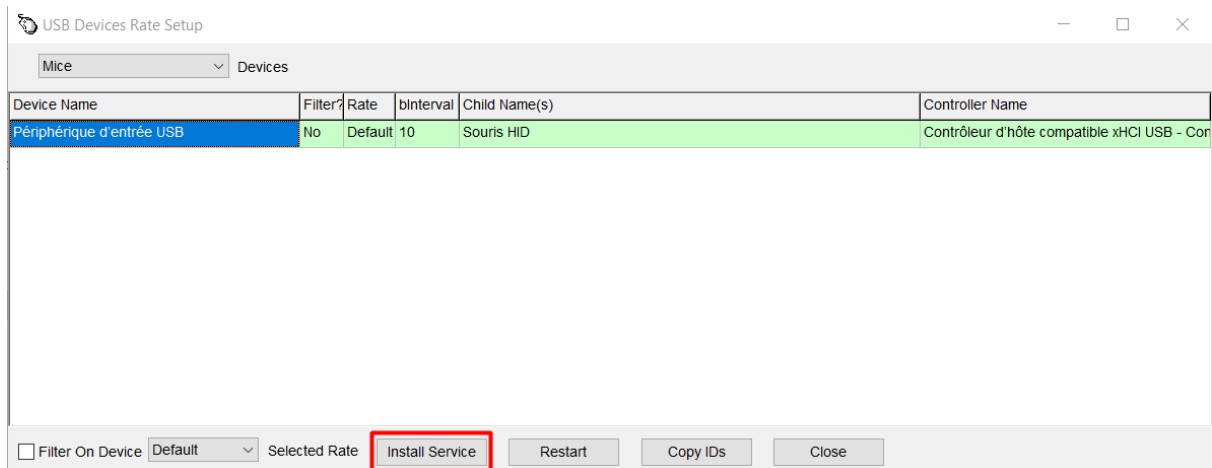 USB Devices Rate Setup
Mice Devices
Device Name Filter? Rate bInterval Child Name(s) Controller Name
Périphérique d'entrée USB No Default 10 Souris HID Contrôleur d'hôte compatible xHCI USB - Con
Filter On Device Default Selected Rate Install Service Restart Copy IDs Close